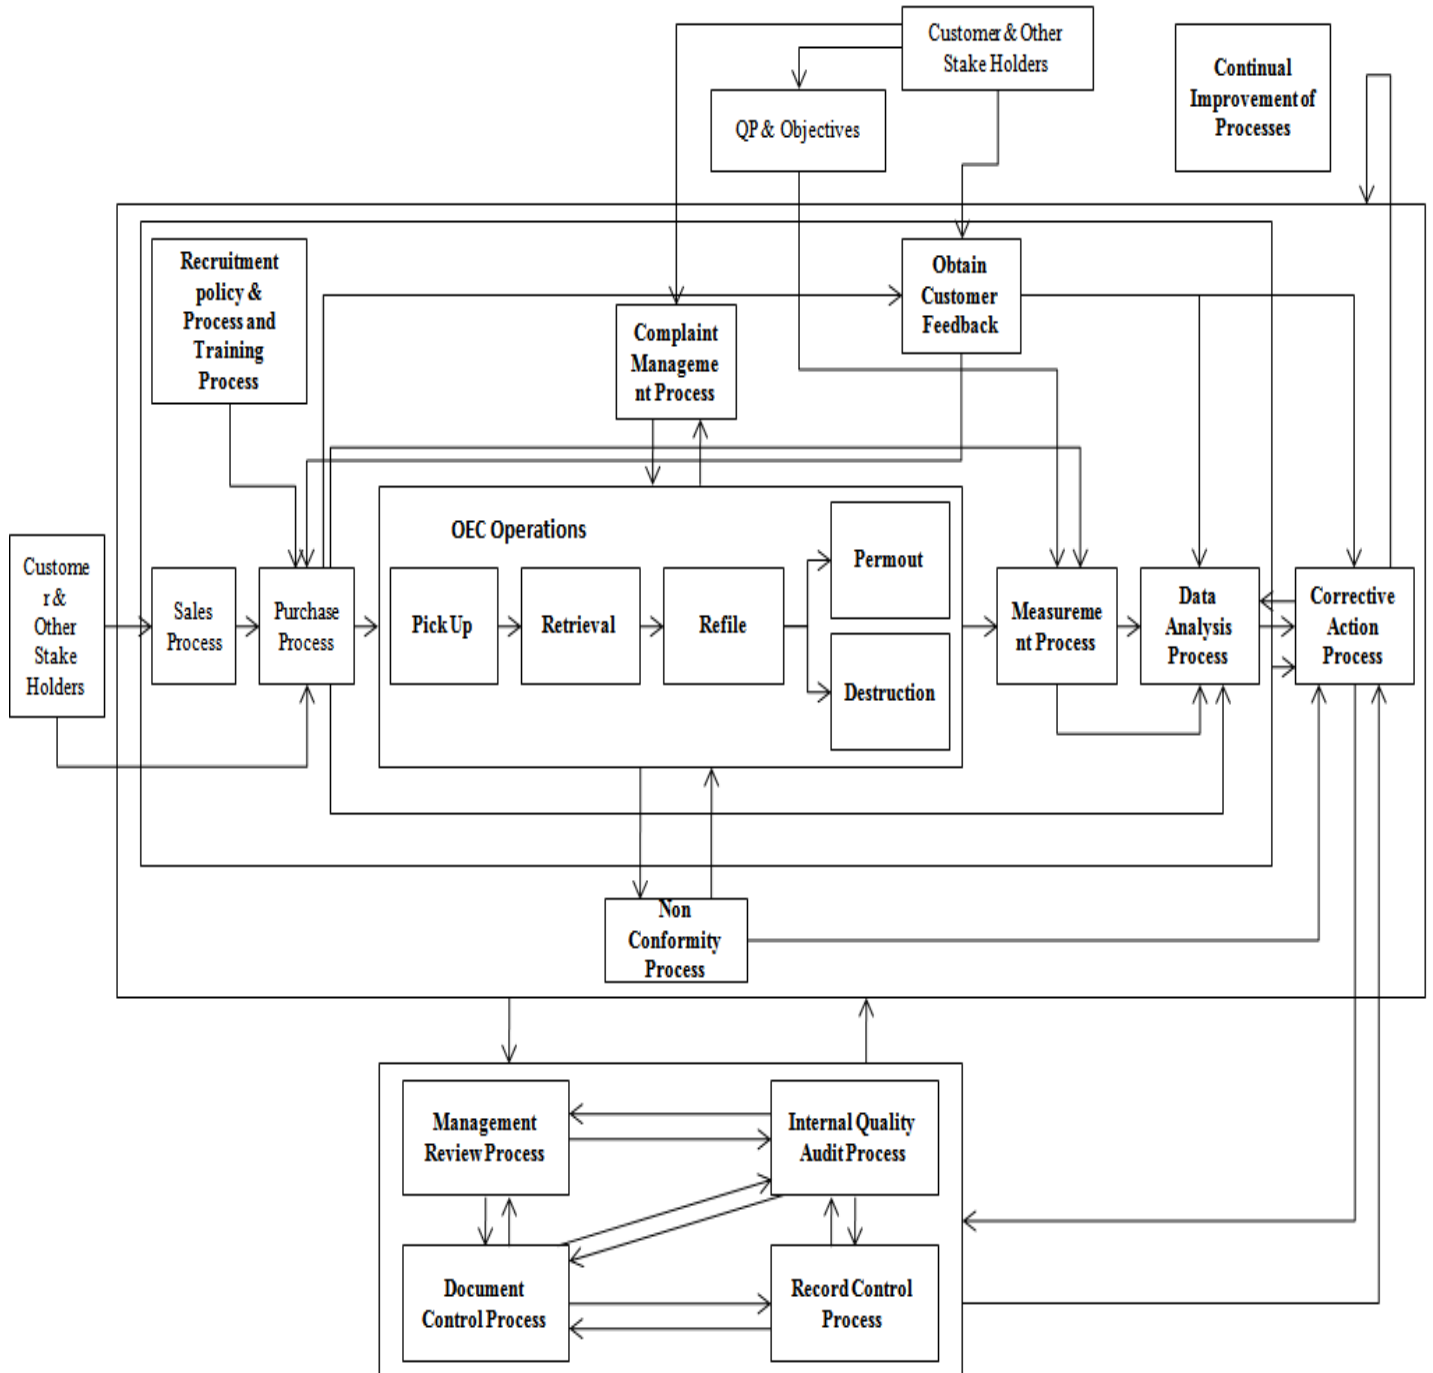 Customer & Other
Stake Holders
Continual
Improvement of
Processes
QP & Objectives
Recruitment
policy &
Process and
Training
Process
Obtain
Customer
Feedback
Complaint
Manageme
nt Process
OEC Operations
Custome
r &
Other
Stake
Holders
Sales
Process
Purchase
Process
Pick Up
Retrieval
Refile
Permout
Destruction
Measureme
nt Process
Data
Analysis
Process
Corrective
Action
Process
Non
Conformity
Process
Management
Review Process
Internal Quality
Audit Process
Document
Control Process
Record Control
Process